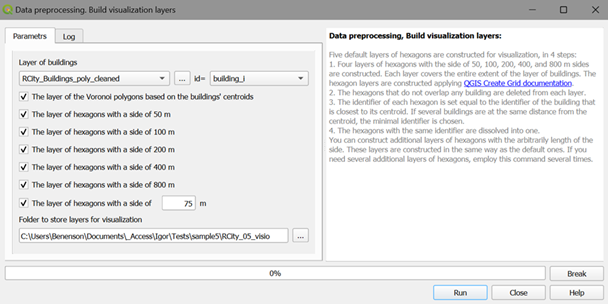 Data preprocessing. Build visualization layers
Parametrs
Log
Layer of buildings
RCity_Buildings_poly_cleaned
...
id=
building_i
The layer of the Voronoi polygons based on the buildings' centroids
The layer of hexagons with a side of 50 m
The layer of hexagons with a side of 100 m
The layer of hexagons with a side of 200 m
The layer of hexagons with a side of 400 m
The layer of hexagons with a side of 800 m
The layer of hexagons with a side of 75 m
Folder to store layers for visualization
C:\Users\Benenson\Documents\_Access\Igor\Tests\sample5\RCity_05_visio
...
Data preprocessing, Build visualization layers:
Five default layers of hexagons are constructed for visualization, in 4 steps:
1. Four layers of hexagons with the side of 50, 100, 200, 400, and 800 m sides
are constructed. Each layer covers the entire extent of the layer of buildings. The
hexagon layers are constructed applying QGIS Create Grid documentation.
2. The hexagons that do not overlap any building are deleted from each layer.
3. The identifier of each hexagon is set equal to the identifier of the building that
is closest to its centroid. If several buildings are at the same distance from the
centroid, the minimal identifier is chosen.
4. The hexagons with the same identifier are dissolved into one.
You can construct additional layers of hexagons with the arbitrarily length of the
side. These layers are constructed in the same way as the default ones. If you
need several additional layers of hexagons, employ this command several times.
0%
Break
Run
Close
Help